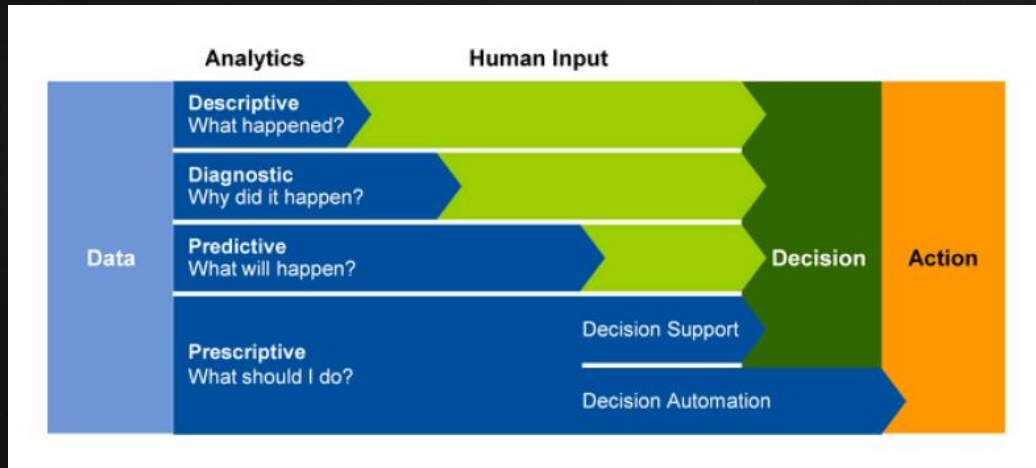 Analytics
Human Input
Descriptive
What happened?
Diagnostic
Why did it happen?
Predictive
What will happen?
Prescriptive
What should I do?
Data
Decision Support
Decision Automation
Decision
Action